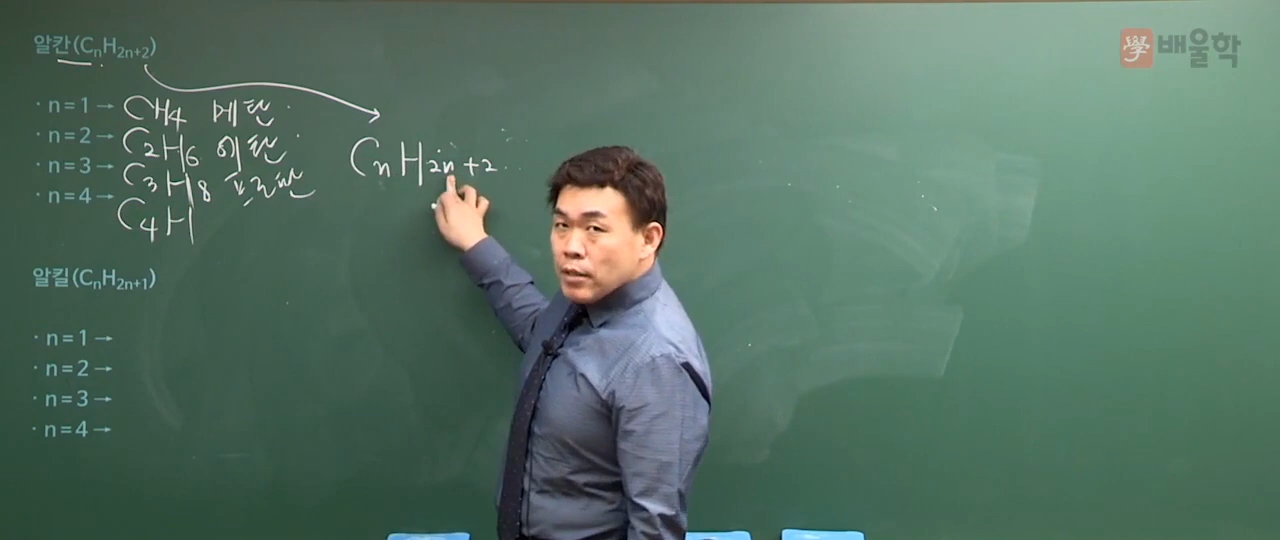 알칸(CnH2n+2)
學 배울학
· n=1 → CH4 메탄
· n=2 → C2H6 에탄
· n=3 → C3H8 프로판
· n=4 → C4H
CnH2n+2
알킬(CnH2n+1)
· n=1 →
· n=2 →
· n=3 →
· n=4 →